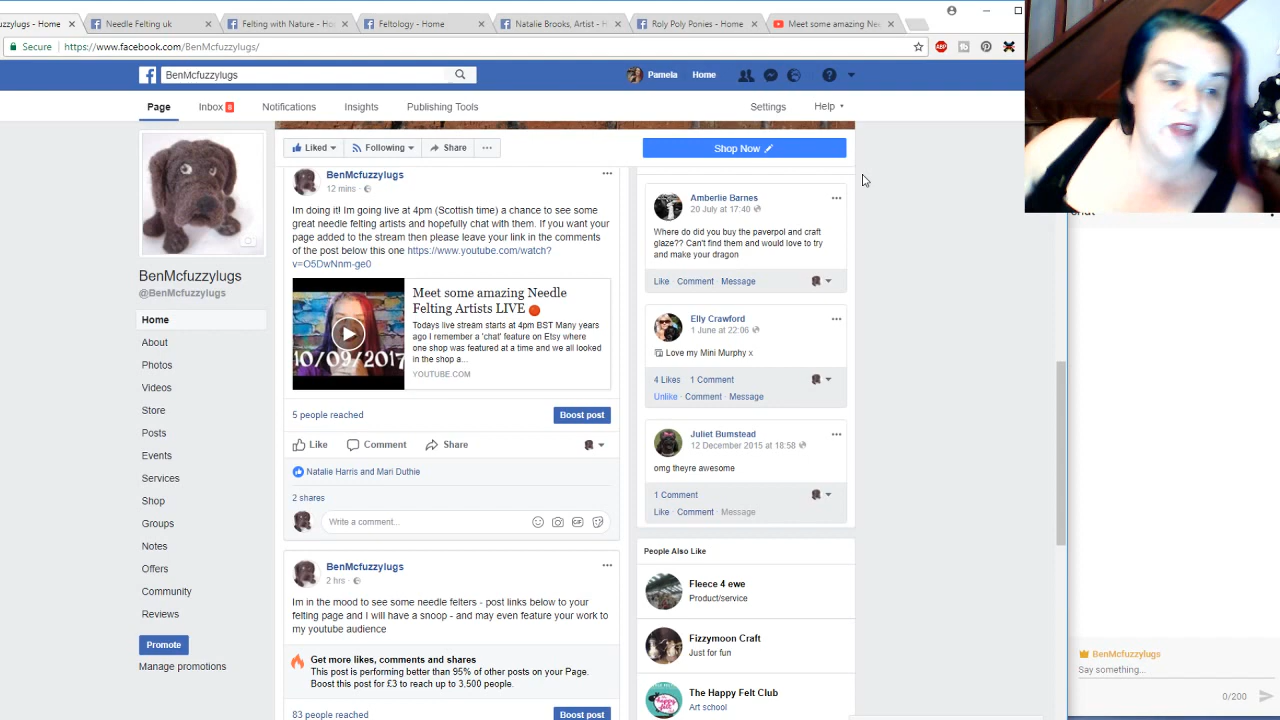 zylugs - Home
Needle Felting uk
Felting with Nature - Ho
Feltology - Home
Natalie Brooks, Artist - H
Roly Poly Ponies - Home
Meet some amazing Nee
Secure
https://www.facebook.com/BenMcfuzzylugs/
ABP
BenMcfuzzylugs
Pamela
Home
Page
Inbox 8
Notifications
Insights
Publishing Tools
Settings
Help
Liked
Following
Share
Shop Now
BenMcfuzzylugs
@BenMcfuzzylugs
Home
About
Photos
Videos
Store
Posts
Events
Services
Shop
Groups
Notes
Offers
Community
Reviews
Promote
Manage promotions
BenMcfuzzylugs
12 mins ·
Im doing it! Im going live at 4pm (Scottish time) a chance to see some
great needle felting artists and hopefully chat with them. If you want your
page added to the stream then please leave your link in the comments
of the post below this one https://www.youtube.com/watch?
v=O5DwNnm-ge0
10/09/2017
Meet some amazing Needle
Felting Artists LIVE
Todays live stream starts at 4pm BST Many years
ago I remember a 'chat' feature on Etsy where
one shop was featured at a time and we all looked
in the shop a...
YOUTUBE.COM
5 people reached
Boost post
Like
Comment
Share
Natalie Harris and Mari Duthie
2 shares
Write a comment...
GIF
BenMcfuzzylugs
2 hrs ·
Im in the mood to see some needle felters - post links below to your
felting page and I will have a snoop - and may even feature your work to
my youtube audience
Get more likes, comments and shares
This post is performing better than 95% of other posts on your Page.
Boost this post for £3 to reach up to 3,500 people.
83 people reached
Boost post
Amberlie Barnes
20 July at 17:40 ·
Where do did you buy the paverpol and craft
glaze?? Can't find them and would love to try
and make your dragon
Like · Comment · Message
Elly Crawford
1 June at 22:06 ·
Love my Mini Murphy x
4 Likes 1 Comment
Unlike · Comment · Message
Juliet Bumstead
12 December 2015 at 18:58 ·
omg theyre awesome
1 Comment
Like · Comment · Message
People Also Like
Fleece 4 ewe
Product/service
Fizzymoon Craft
Just for fun
The Happy Felt Club
Art school
BenMcfuzzylugs
Say something...
0/200